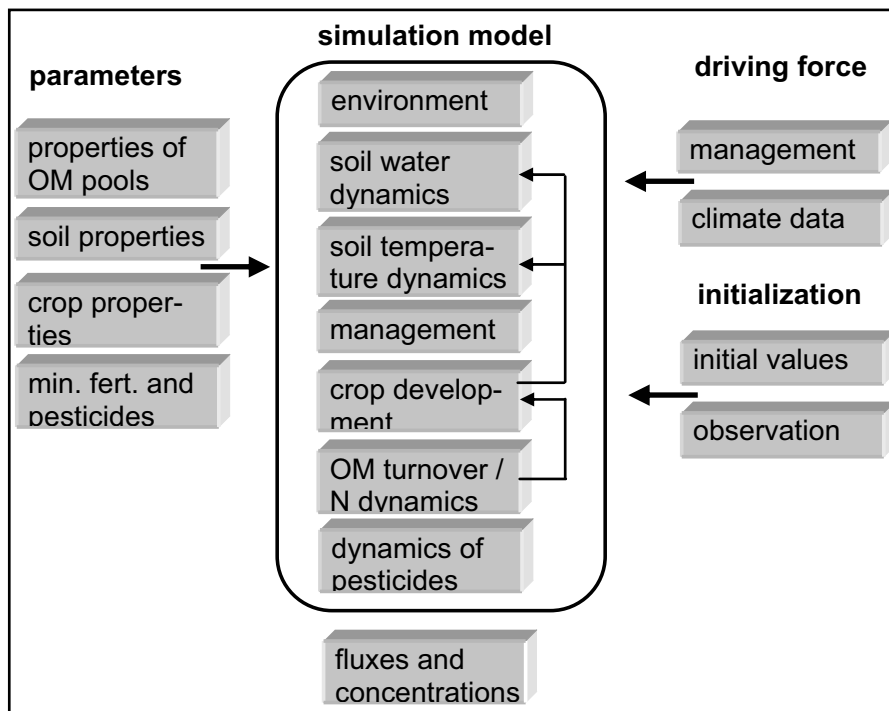 simulation model
parameters
properties of
OM pools
soil properties
crop proper-
ties
min. fert. and
pesticides
environment
soil water
dynamics
soil tempera-
ture dynamics
management
crop develop-
ment
OM turnover /
N dynamics
dynamics of
pesticides
fluxes and
concentrations
driving force
management
climate data
initialization
initial values
observation